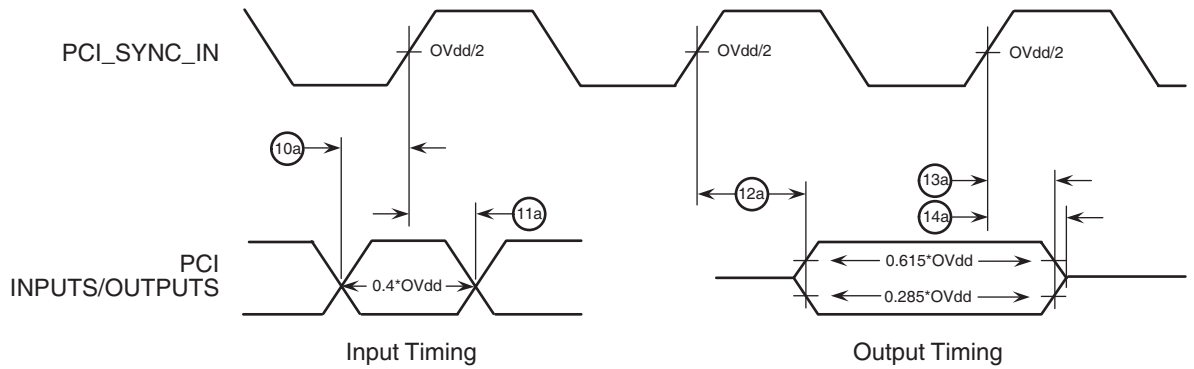 PCI_SYNC_IN
OVdd/2
OVdd/2
OVdd/2
10a
11a
12a
13a
14a
PCI
INPUTS/OUTPUTS
0.4*OVdd
0.615*OVdd
0.285*OVdd
Input Timing
Output Timing